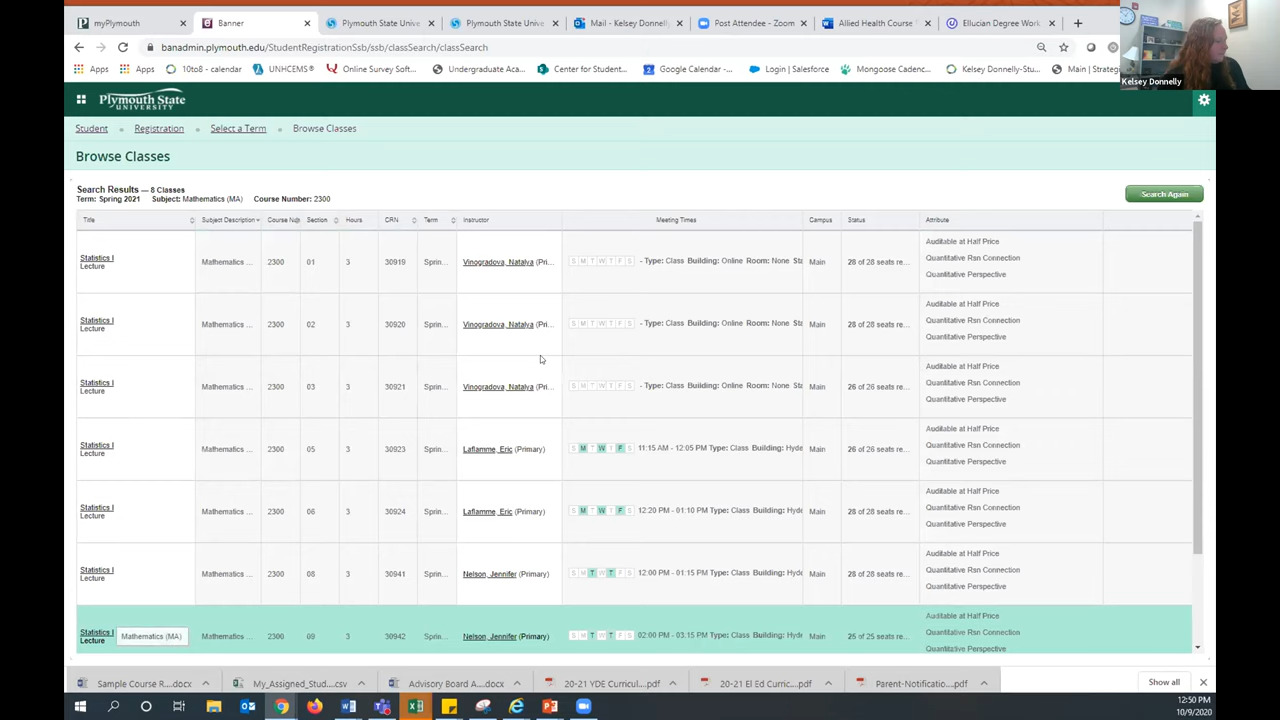 myPlymouth Banner Plymouth State Unive Plymouth State Unive Mail - Kelsey Donnelly Post Attendee - Zoom Allied Health Course Ellucian Degree Work
banadmin.plymouth.edu/StudentRegistrationSsb/ssb/classSearch/classSearch
Apps Apps 10to8 - calendar UNHCEMS® Online Survey Soft... Undergraduate Aca... Center for Student... Google Calendar -... Login | Salesforce Mongoose Cadenc... Kelsey Donnelly-Stu... Main | Strategi
Kelsey Donnelly
Plymouth State
UNIVERSITY
Student Registration Select a Term Browse Classes
Browse Classes
Search Results — 8 Classes
Term: Spring 2021 Subject: Mathematics (MA) Course Number: 2300
Search Again
Title Subject Description Course Section Hours CRN Term Instructor Meeting Times Campus Status Attribute
Statistics I Lecture Mathematics ... 2300 01 3 30919 Sprin... Vinogradova, Natalya (Pri... S M T W T F S - Type: Class Building: Online Room: None Sta Main 28 of 28 seats re... Auditable at Half Price Quantitative Rsn Connection Quantitative Perspective
Statistics I Lecture Mathematics ... 2300 02 3 30920 Sprin... Vinogradova, Natalya (Pri... S M T W T F S - Type: Class Building: Online Room: None Sta Main 28 of 28 seats re... Auditable at Half Price Quantitative Rsn Connection Quantitative Perspective
Statistics I Lecture Mathematics ... 2300 03 3 30921 Sprin... Vinogradova, Natalya (Pri... S M T W T F S - Type: Class Building: Online Room: None Sta Main 26 of 26 seats re... Auditable at Half Price Quantitative Rsn Connection Quantitative Perspective
Statistics I Lecture Mathematics ... 2300 05 3 30923 Sprin... Laflamme, Eric (Primary) S M T W T F S 11:15 AM - 12:05 PM Type: Class Building: Hyde Main 26 of 26 seats re... Auditable at Half Price Quantitative Rsn Connection Quantitative Perspective
Statistics I Lecture Mathematics ... 2300 06 3 30924 Sprin... Laflamme, Eric (Primary) S M T W T F S 12:20 PM - 01:10 PM Type: Class Building: Hyde Main 28 of 28 seats re... Auditable at Half Price Quantitative Rsn Connection Quantitative Perspective
Statistics I Lecture Mathematics ... 2300 08 3 30941 Sprin... Nelson, Jennifer (Primary) S M T W T F S 12:00 PM - 01:15 PM Type: Class Building: Hyde Main 28 of 28 seats re... Auditable at Half Price Quantitative Rsn Connection Quantitative Perspective
Statistics I Lecture Mathematics (MA) Mathematics ... 2300 09 3 30942 Sprin... Nelson, Jennifer (Primary) S M T W T F S 02:00 PM - 03:15 PM Type: Class Building: Hyde Main 25 of 25 seats re... Auditable at Half Price Quantitative Rsn Connection Quantitative Perspective
Sample Course R....docx My_Assigned_Stud....csv Advisory Board A....docx 20-21 YDE Curricul....pdf 20-21 El Ed Curric....pdf Parent-Notificatio....pdf Show all
12:50 PM
10/9/2020